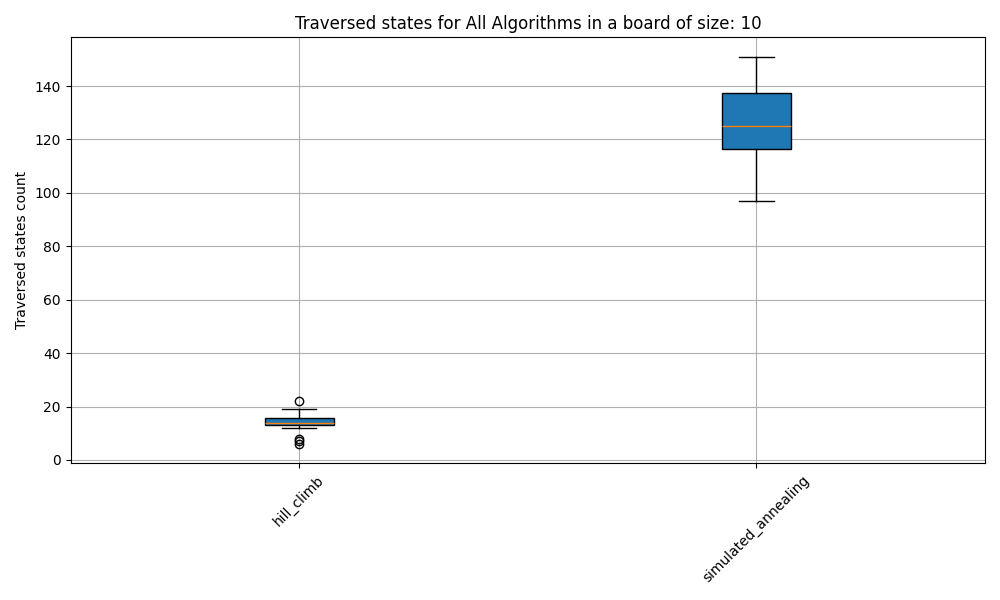 Traversed states for All Algorithms in a board of size: 10
Traversed states count
140
120
100
80
60
40
20
0
hill_climb
simulated_annealing